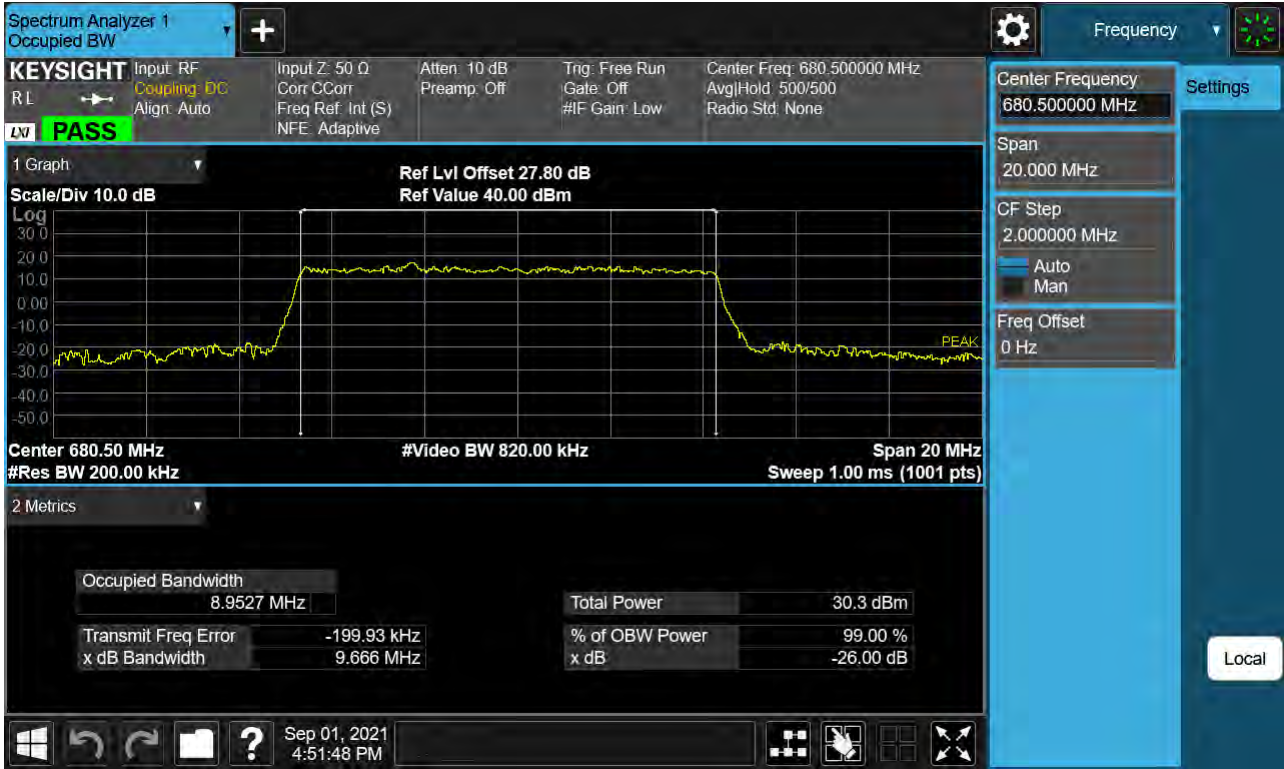 Spectrum Analyzer 1
Occupied BW
Frequency
KEYSIGHT
RL
LXI
PASS
Input: RF
Coupling: DC
Align: Auto
Input Z: 50 Ω
Corr CCorr
Freq Ref: Int (S)
NFE: Adaptive
Atten: 10 dB
Preamp: Off
Trig: Free Run
Gate: Off
#IF Gain: Low
Center Freq: 680.500000 MHz
Avg|Hold: 500/500
Radio Std: None
Center Frequency
680.500000 MHz
Settings
Span
20.000 MHz
CF Step
2.000000 MHz
Auto
Man
Freq Offset
0 Hz
Local
1 Graph
Scale/Div 10.0 dB
Ref Lvl Offset 27.80 dB
Ref Value 40.00 dBm
Log
30.0
20.0
10.0
0.00
-10.0
-20.0
-30.0
-40.0
-50.0
PEAK
Center 680.50 MHz
#Video BW 820.00 kHz
Span 20 MHz
#Res BW 200.00 kHz
Sweep 1.00 ms (1001 pts)
2 Metrics
Occupied Bandwidth
8.9527 MHz
Total Power 30.3 dBm
Transmit Freq Error -199.93 kHz
% of OBW Power 99.00 %
x dB Bandwidth 9.666 MHz
x dB -26.00 dB
?
Sep 01, 2021
4:51:48 PM